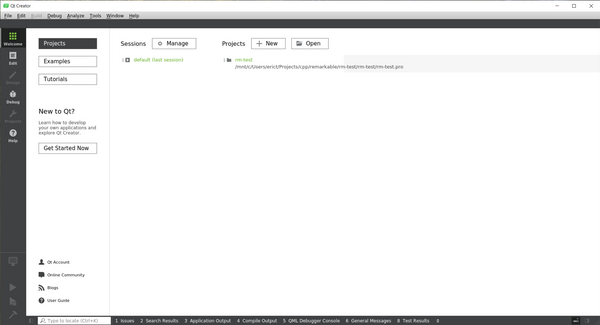 Qt Creator
File Edit Build Debug Analyze Tools Window Help
Welcome
Edit
Design
Debug
Projects
Help
Projects
Examples
Tutorials
New to Qt?
Learn how to develop
your own applications and
explore Qt Creator.
Get Started Now
Qt Account
Online Community
Blogs
User Guide
Sessions
Manage
1 default (last session)
Projects
New
Open
1 rm-test
/mnt/c/Users/erict/Projects/cpp/remarkable/rm-test/rm-test/rm-test.pro
Type to locate (Ctrl+K)
1 Issues 2 Search Results 3 Application Output 4 Compile Output 5 QML Debugger Console 6 General Messages 8 Test Results